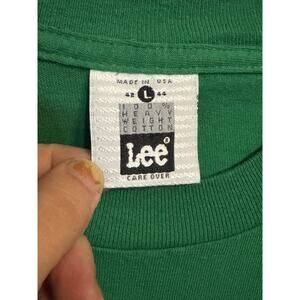 MADE IN USA
42 L 44
100%
HEAVY
WEIGHT
COTTON
Lee®
CARE OVER